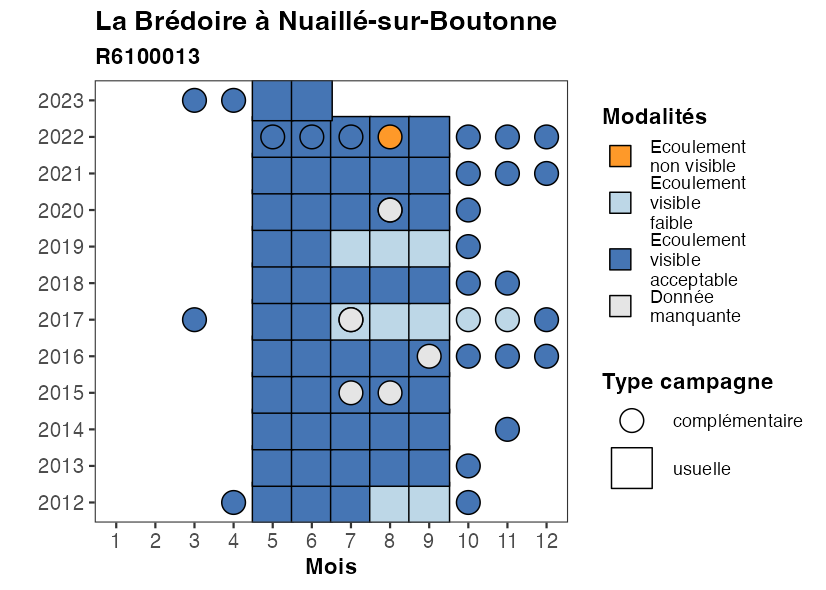 La Brédoire à Nuaillé-sur-Boutonne
R6100013
2023
2022
2021
2020
2019
2018
2017
2016
2015
2014
2013
2012
1 2 3 4 5 6 7 8 9 10 11 12
Mois
Modalités
Ecoulement
non visible
Ecoulement
visible
faible
Ecoulement
visible
acceptable
Donnée
manquante
Type campagne
complémentaire
usuelle